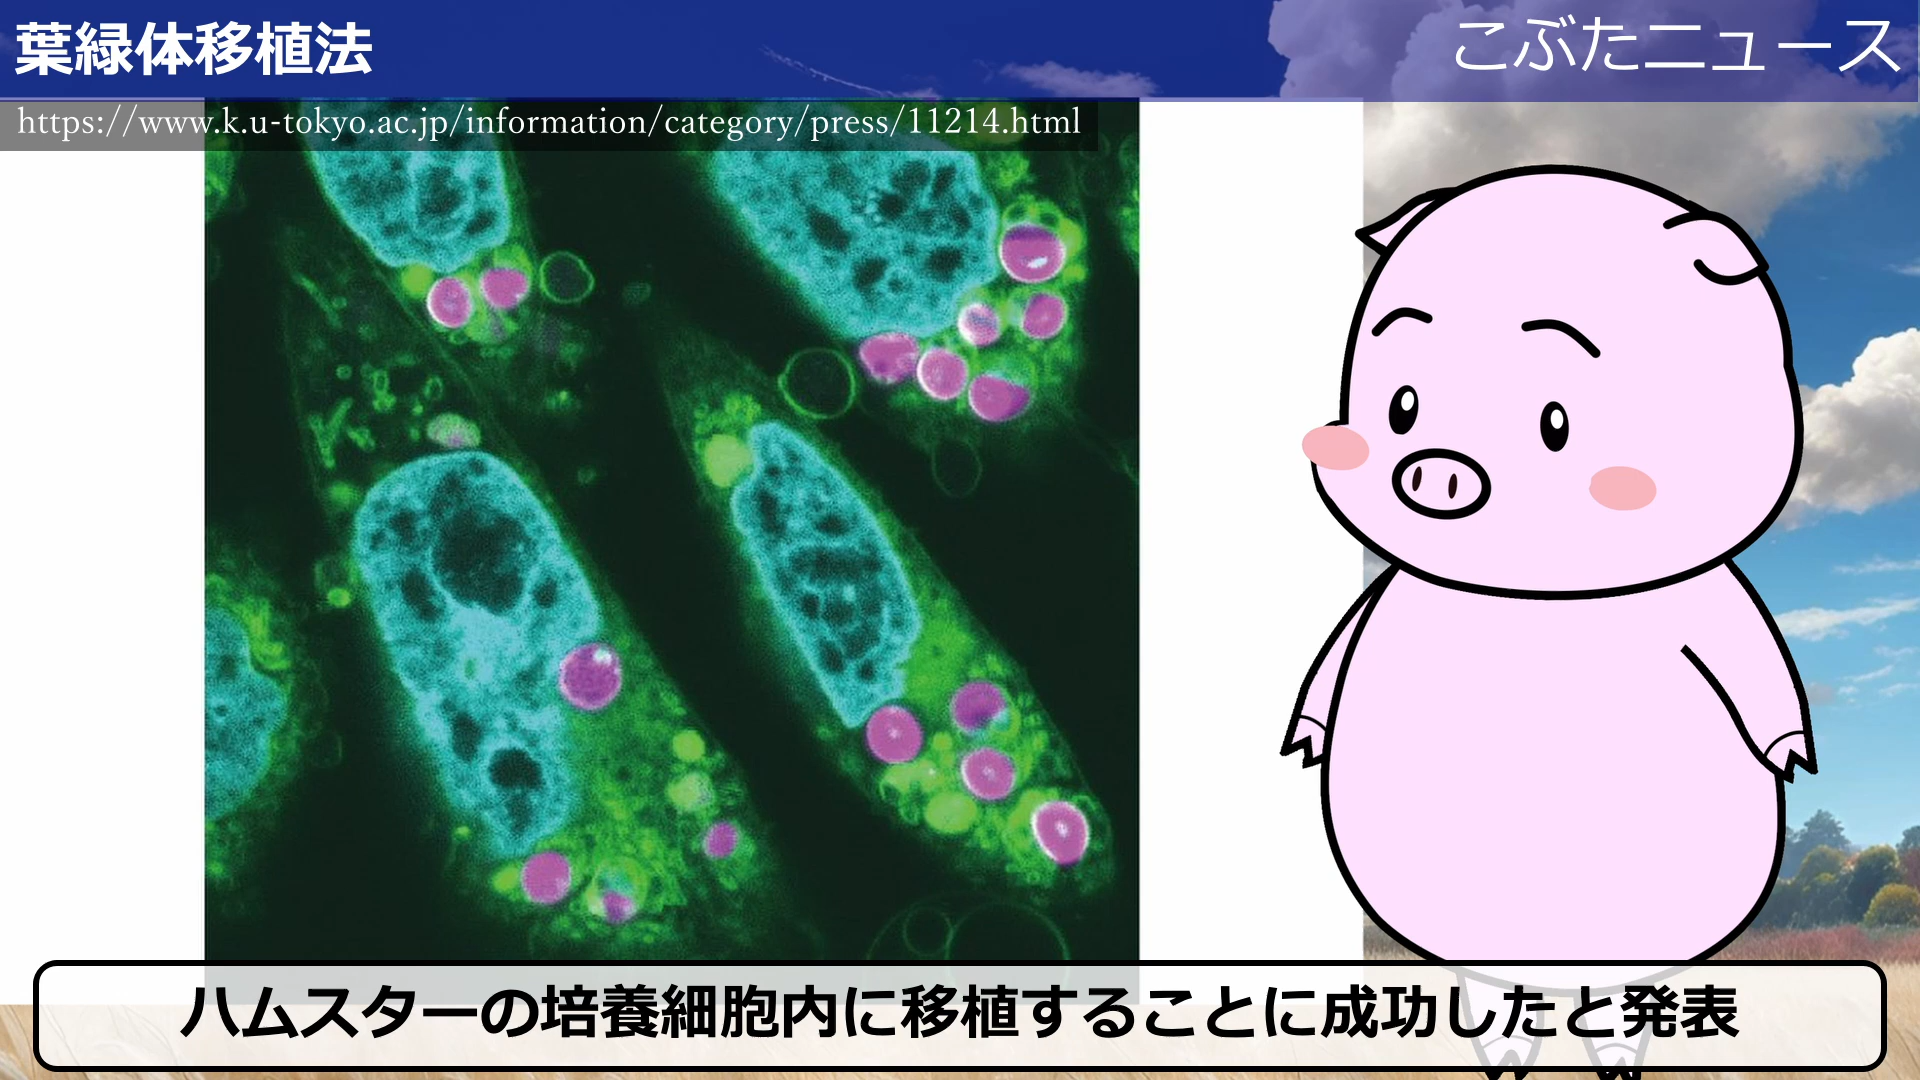 葉緑体移植法
こぶたニュース
https://www.k.u-tokyo.ac.jp/information/category/press/11214.html
ハムスターの培養細胞内に移植することに成功したと発表